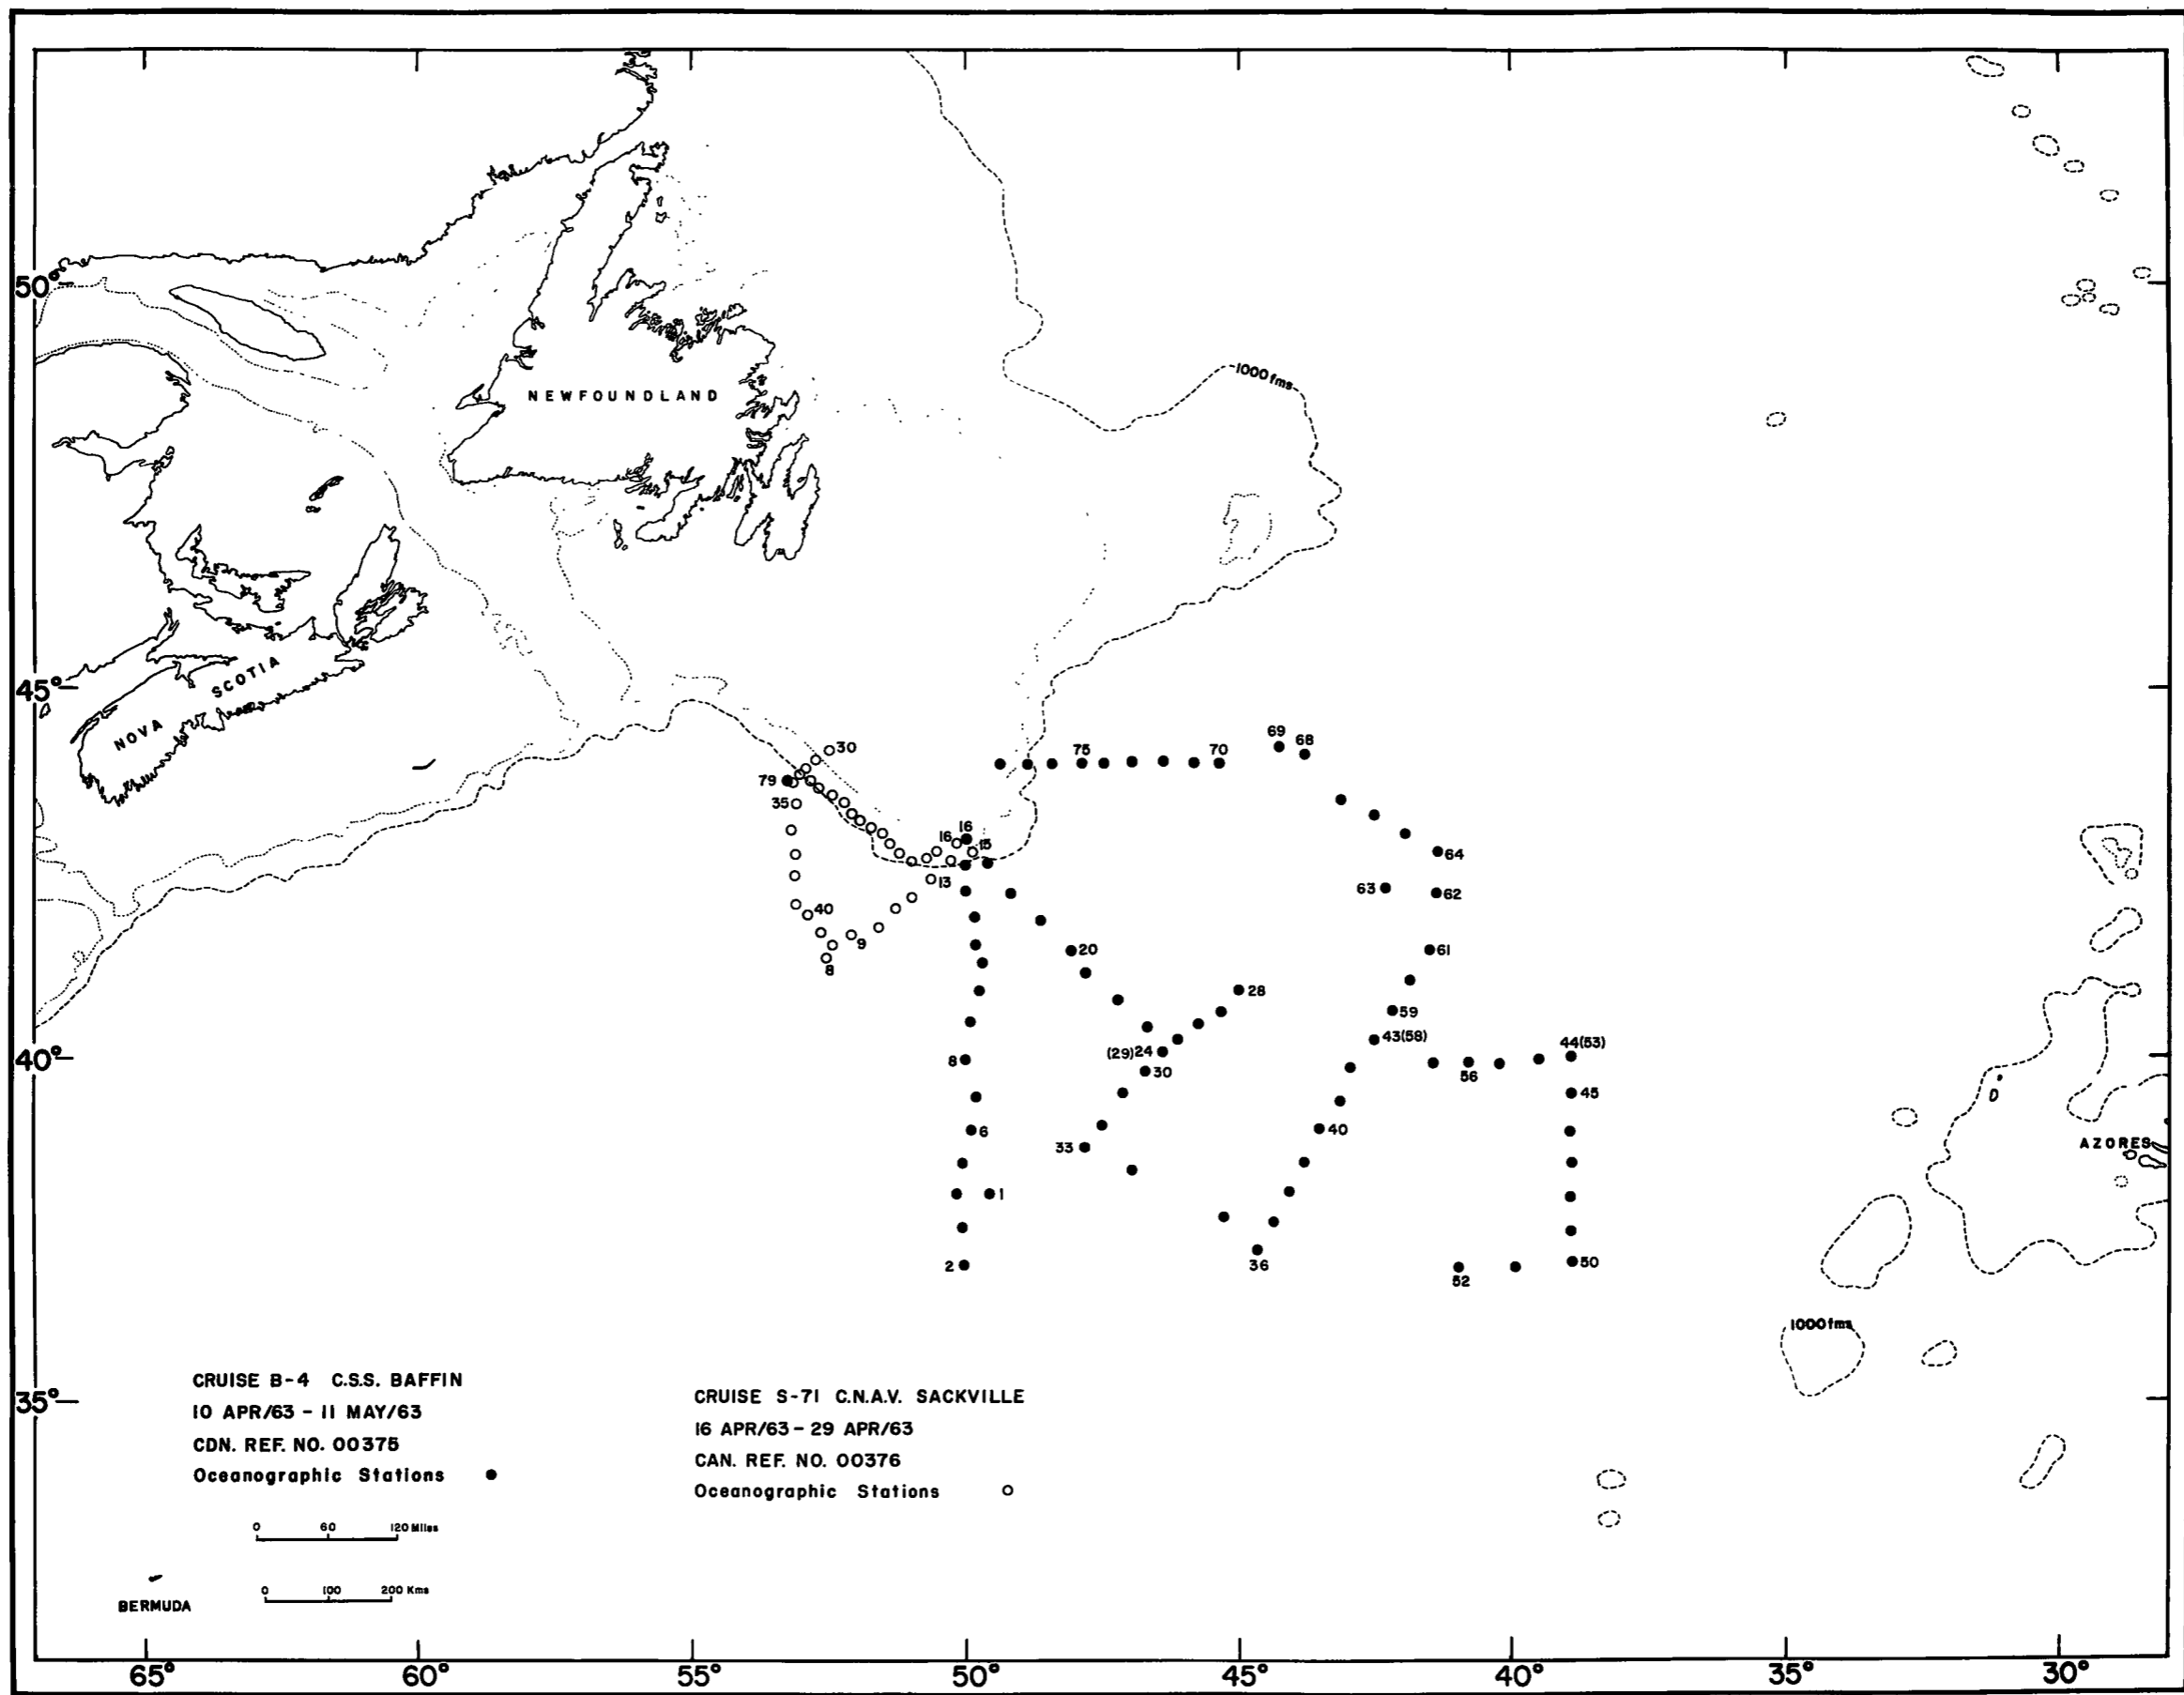 50°
1000 fms
NEWFOUNDLAND
45°
NOVA SCOTIA
69
68
75
70
30
79
35
16
16
15
64
13
63
62
40
9
20
61
8
28
59
43(58)
44(53)
40°
8
(29)24
56
30
45
6
40
33
AZORES
1
2
36
50
52
1000 fms
CRUISE B-4 C.S.S. BAFFIN
10 APR/63 - 11 MAY/63
CDN. REF. NO. 00375
Oceanographic Stations
CRUISE S-71 C.N.A.V. SACKVILLE
16 APR/63 - 29 APR/63
CAN. REF. NO. 00376
Oceanographic Stations
35°
0 60 120 Miles
0 100 200 Kms
BERMUDA
65° 60° 55° 50° 45° 40° 35° 30°